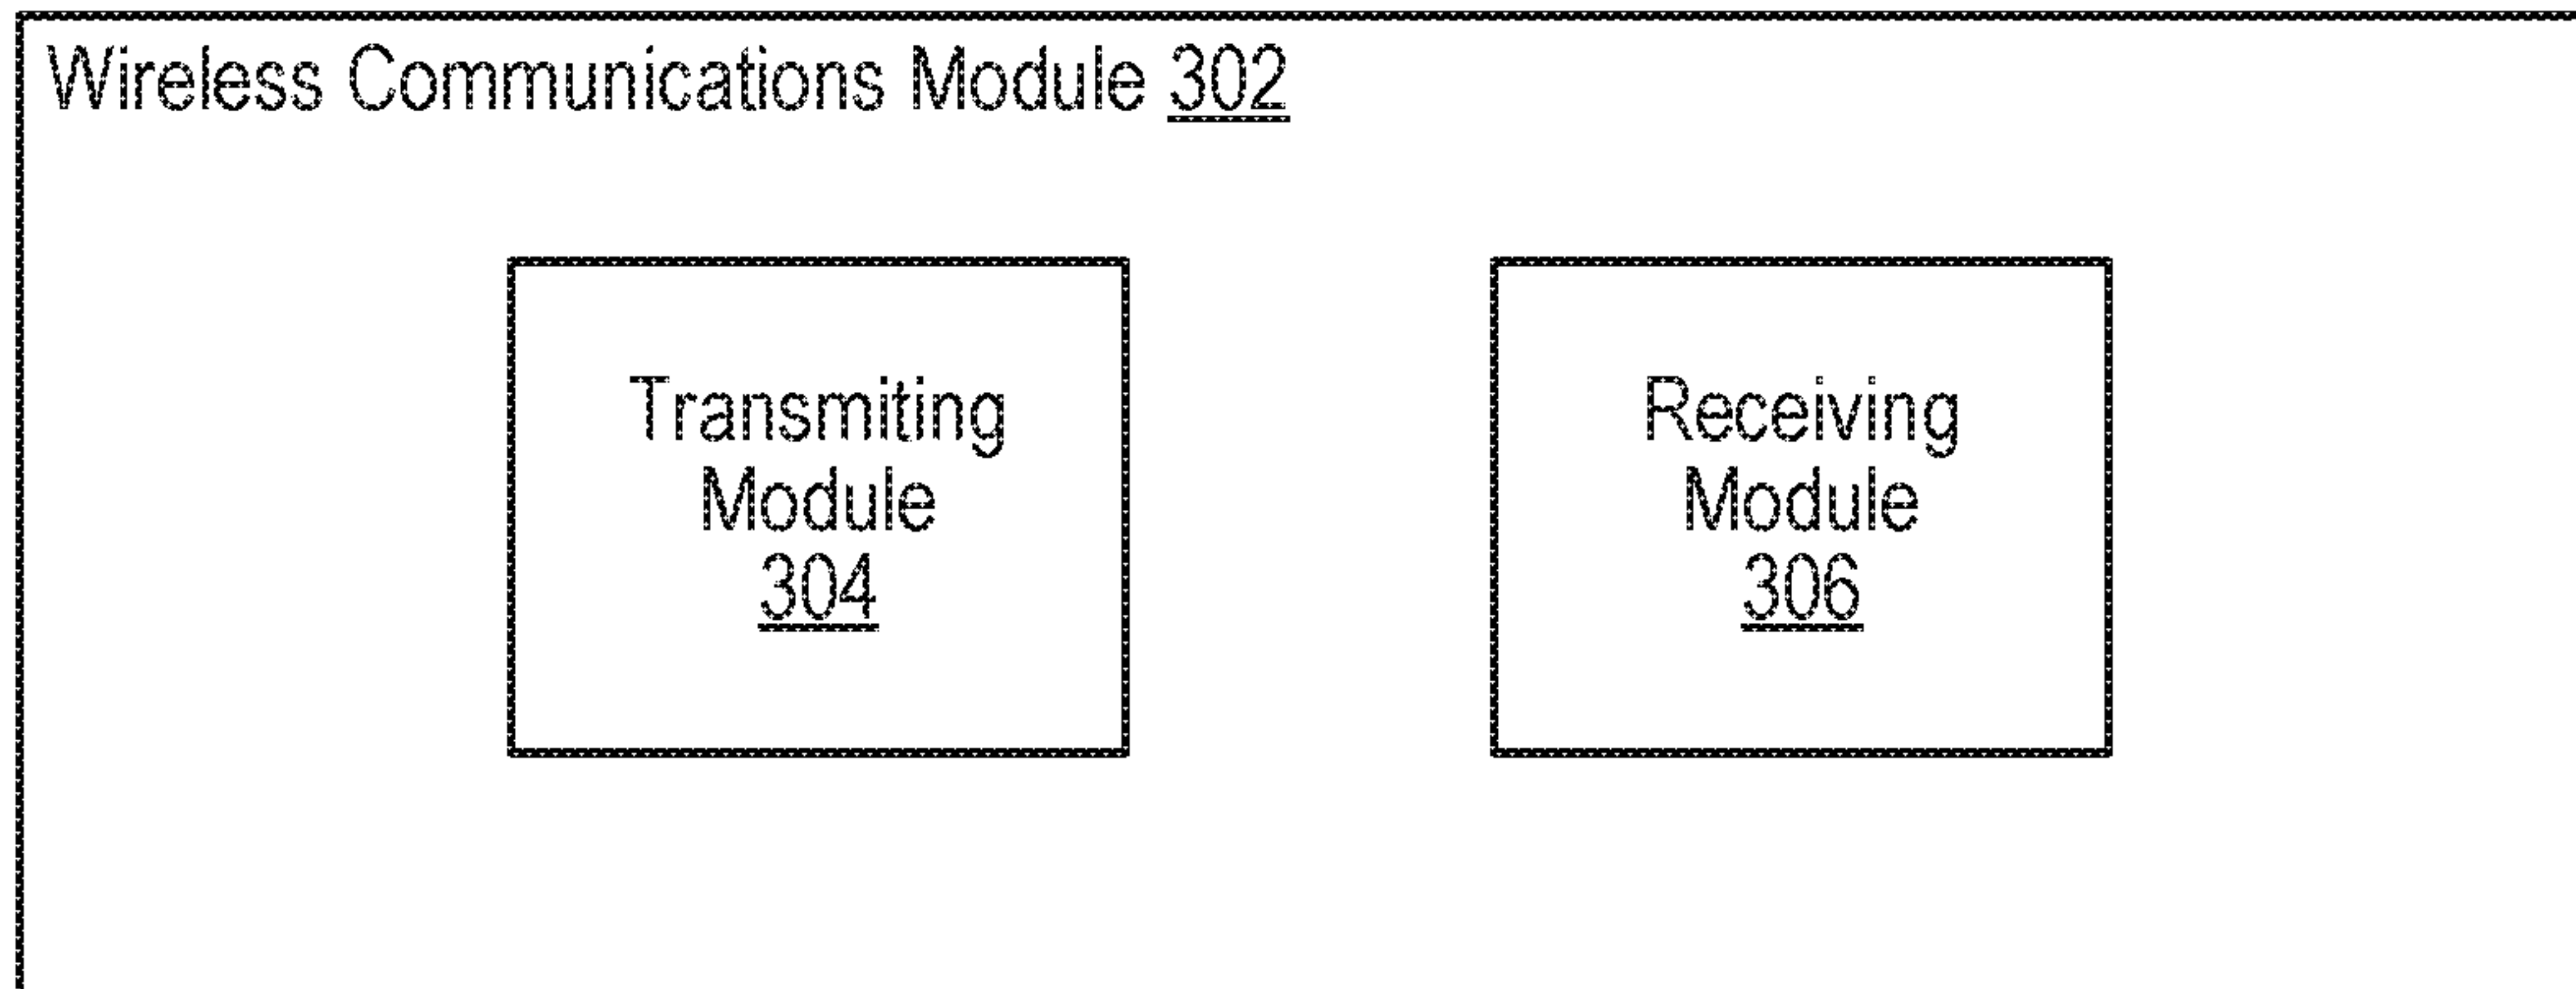 Wireless Communications Module 302
Transmiting
Module
304
Receiving
Module
306